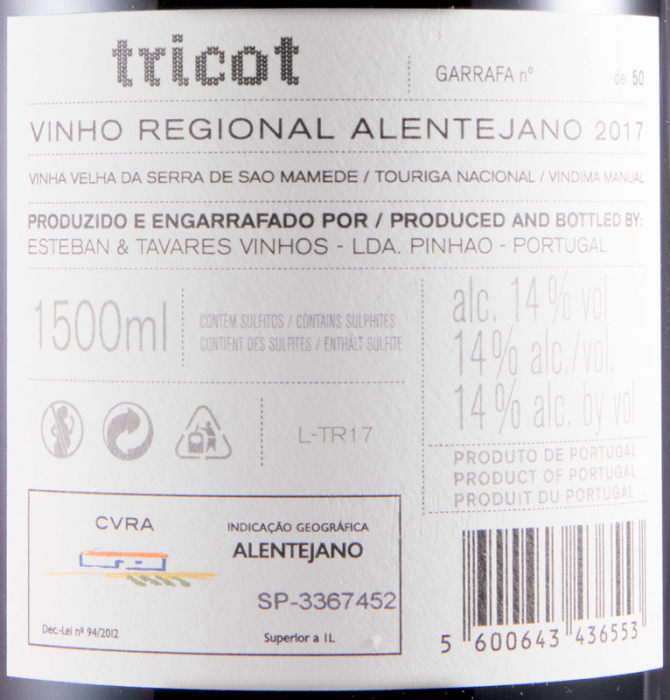 tricot
GARRAFA nº de 50
VINHO REGIONAL ALENTEJANO 2017
VINHA VELHA DA SERRA DE SAO MAMEDE / TOURIGA NACIONAL / VINDIMA MANUAL
PRODUZIDO E ENGARRAFADO POR / PRODUCED AND BOTTLED BY:
ESTEBAN & TAVARES VINHOS - LDA. PINHAO - PORTUGAL
1500ml
CONTÉM SULFITOS / CONTAINS SULPHITES
CONTIENT DES SULFITES / ENTHÄLT SULFITE
alc. 14 % vol
14% alc./vol.
14 % alc. by vol
L-TR17
PRODUTO DE PORTUGAL
PRODUCT OF PORTUGAL
PRODUIT DU PORTUGAL
CVRA
INDICAÇÃO GEOGRÁFICA
ALENTEJANO
SP-3367452
Dec.-Lei nº 94/2012
Superior a 1L
5 600643 436553